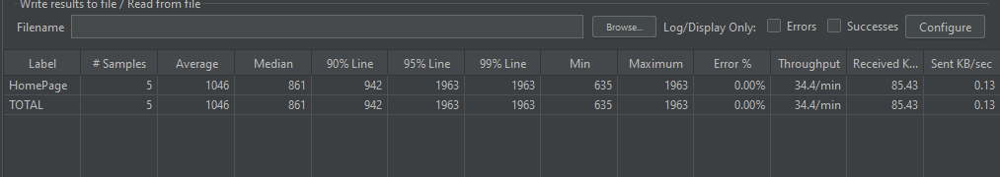 Write results to file / Read from file
Filename Browse... Log/Display Only: Errors Successes Configure
Label # Samples Average Median 90% Line 95% Line 99% Line Min Maximum Error % Throughput Received K... Sent KB/sec
HomePage 5 1046 861 942 1963 1963 635 1963 0.00% 34.4/min 85.43 0.13
TOTAL 5 1046 861 942 1963 1963 635 1963 0.00% 34.4/min 85.43 0.13